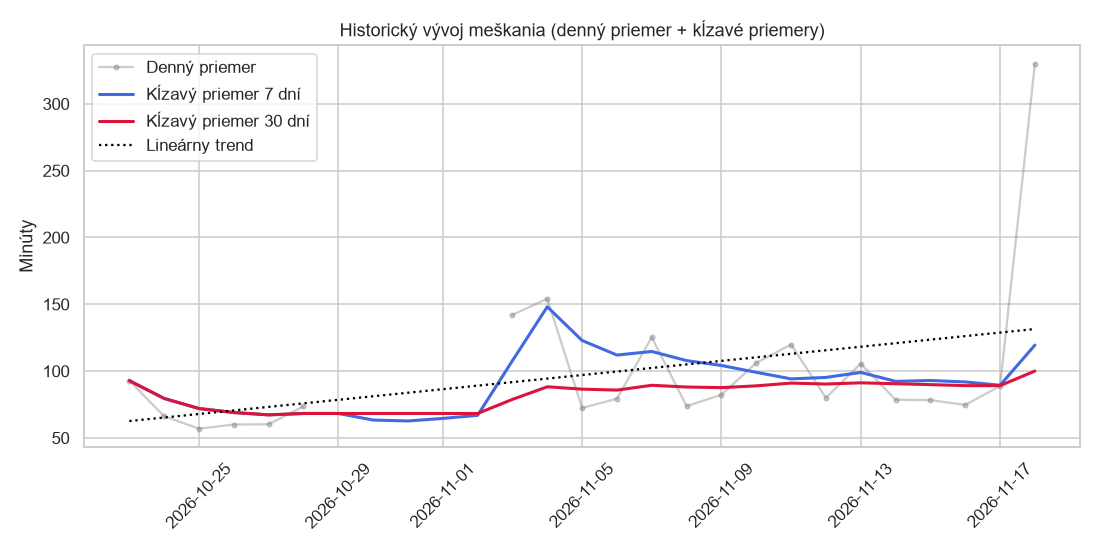 Historický vývoj meškania (denný priemer + kĺzavé priemery)
Denný priemer
Kĺzavý priemer 7 dní
Kĺzavý priemer 30 dní
Lineárny trend
Minúty
300
250
200
150
100
50
2026-10-25
2026-10-29
2026-11-01
2026-11-05
2026-11-09
2026-11-13
2026-11-17